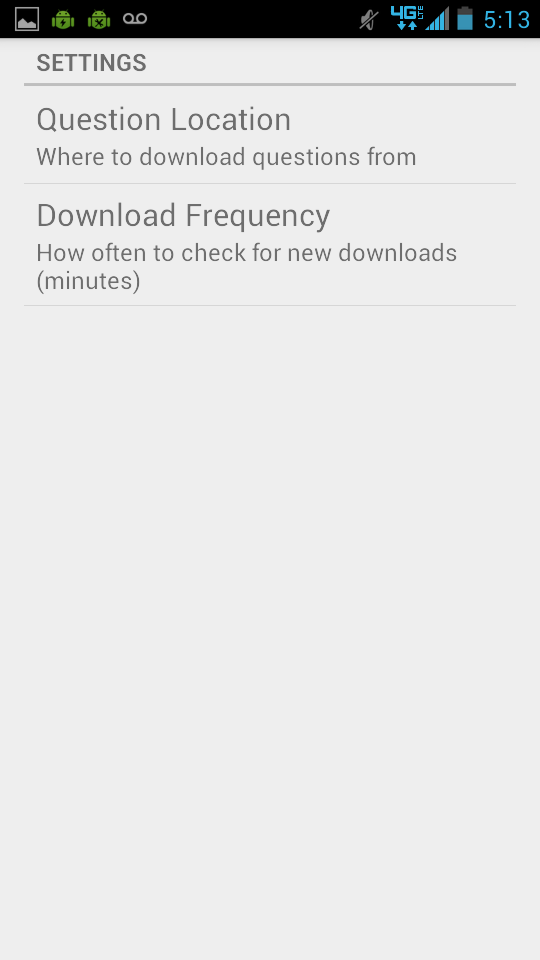 4G LTE 5:13
SETTINGS
Question Location
Where to download questions from
Download Frequency
How often to check for new downloads
(minutes)